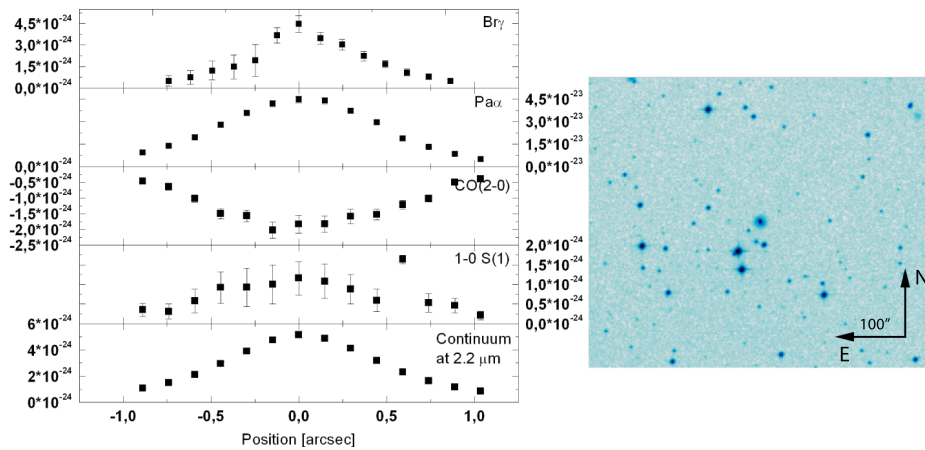 4,5*10⁻²⁴
3,0*10⁻²⁴
1,5*10⁻²⁴
0,0*10⁻²⁴
Brγ
Paα
4,5*10⁻²³
3,0*10⁻²³
1,5*10⁻²³
0,0*10⁻²³
0,0*10⁻²⁴
-0,5*10⁻²⁴
-1,0*10⁻²⁴
-1,5*10⁻²⁴
-2,0*10⁻²⁴
-2,5*10⁻²⁴
CO(2-0)
1-0 S(1)
2,0*10⁻²⁴
1,5*10⁻²⁴
1,0*10⁻²⁴
0,5*10⁻²⁴
0,0*10⁻²⁴
6*10⁻²⁴
4*10⁻²⁴
2*10⁻²⁴
0*10⁻²⁴
Continuum
at 2.2 μm
-1,0 -0,5 0,0 0,5 1,0
Position [arcsec]
N
100"
E